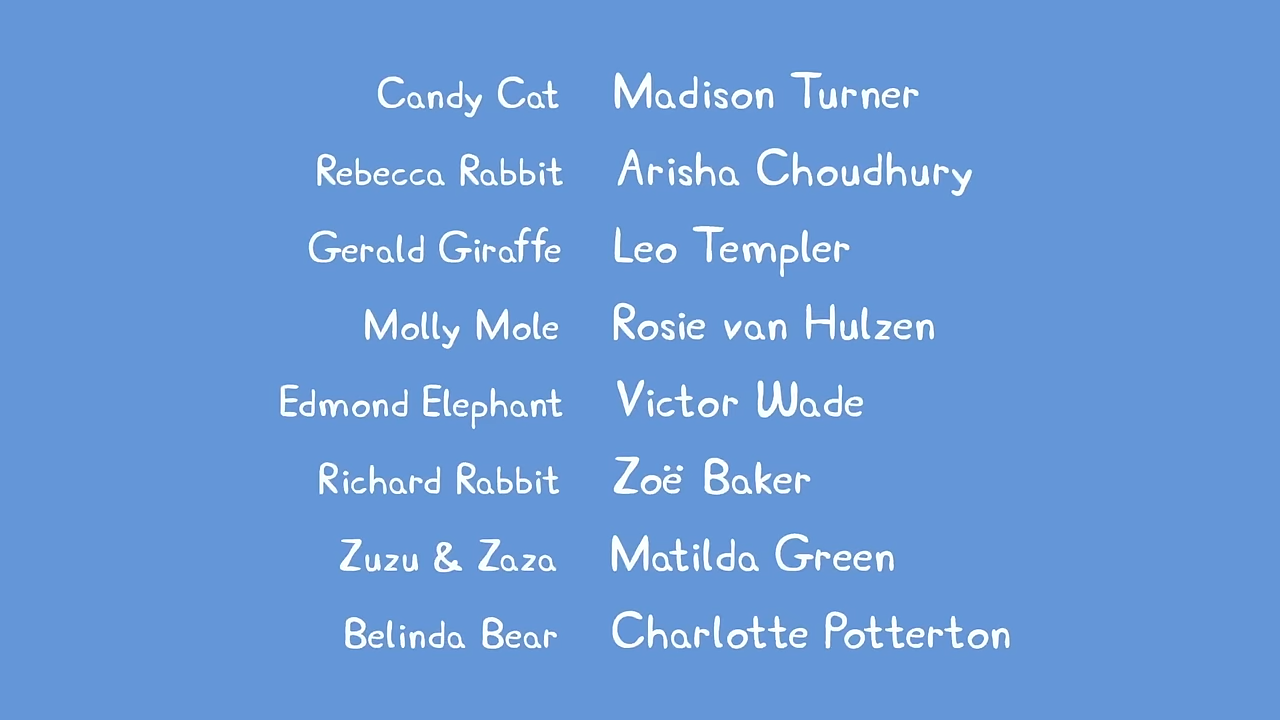 Candy Cat Madison Turner
Rebecca Rabbit Arisha Choudhury
Gerald Giraffe Leo Templer
Molly Mole Rosie van Hulzen
Edmond Elephant Victor Wade
Richard Rabbit Zoë Baker
Zuzu & Zaza Matilda Green
Belinda Bear Charlotte Potterton